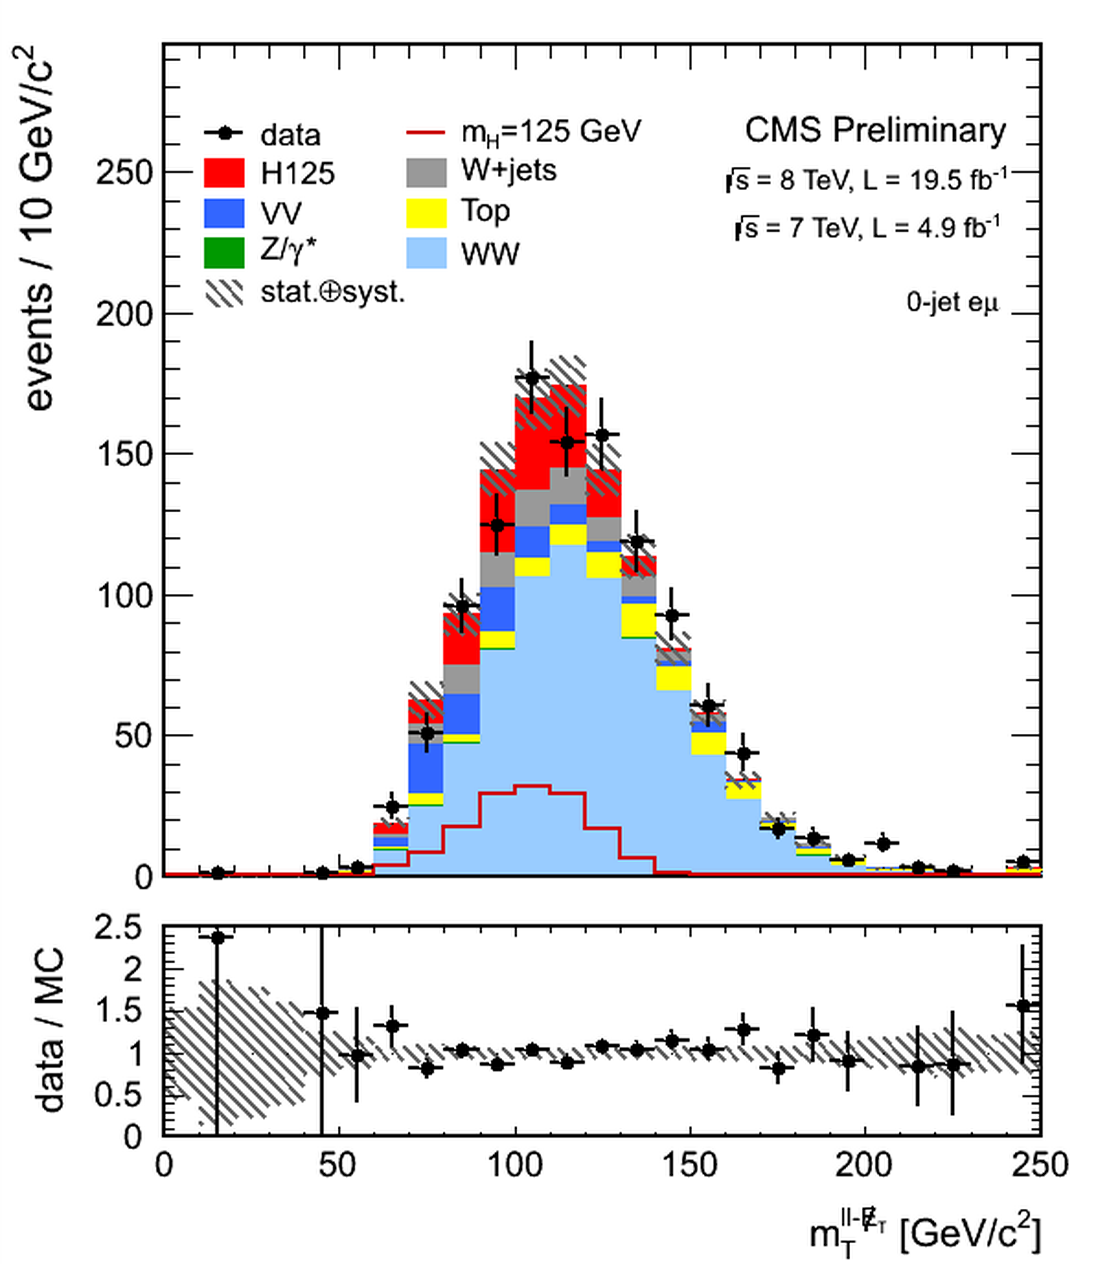 events / 10 GeV/c²
250
200
150
100
50
0
data
m_H=125 GeV
H125
W+jets
VV
Top
Z/γ*
WW
stat.⊕syst.
CMS Preliminary
√s = 8 TeV, L = 19.5 fb⁻¹
√s = 7 TeV, L = 4.9 fb⁻¹
0-jet eμ
data / MC
2.5
2
1.5
1
0.5
0
0 50 100 150 200 250
m_T^ll-E̸_T [GeV/c²]